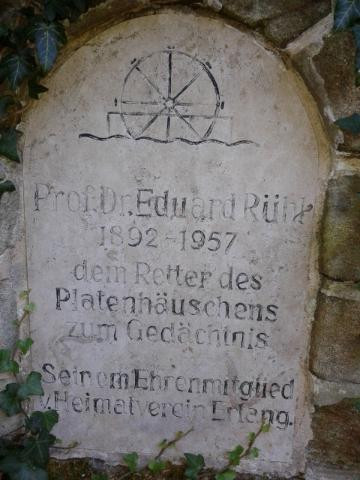 Prof. Dr. Eduard Rühl
1892-1957
dem Retter des
Platenhäuschens
zum Gedächtnis
Seinem Ehrenmitglied
v. Heimatverein Erlang.